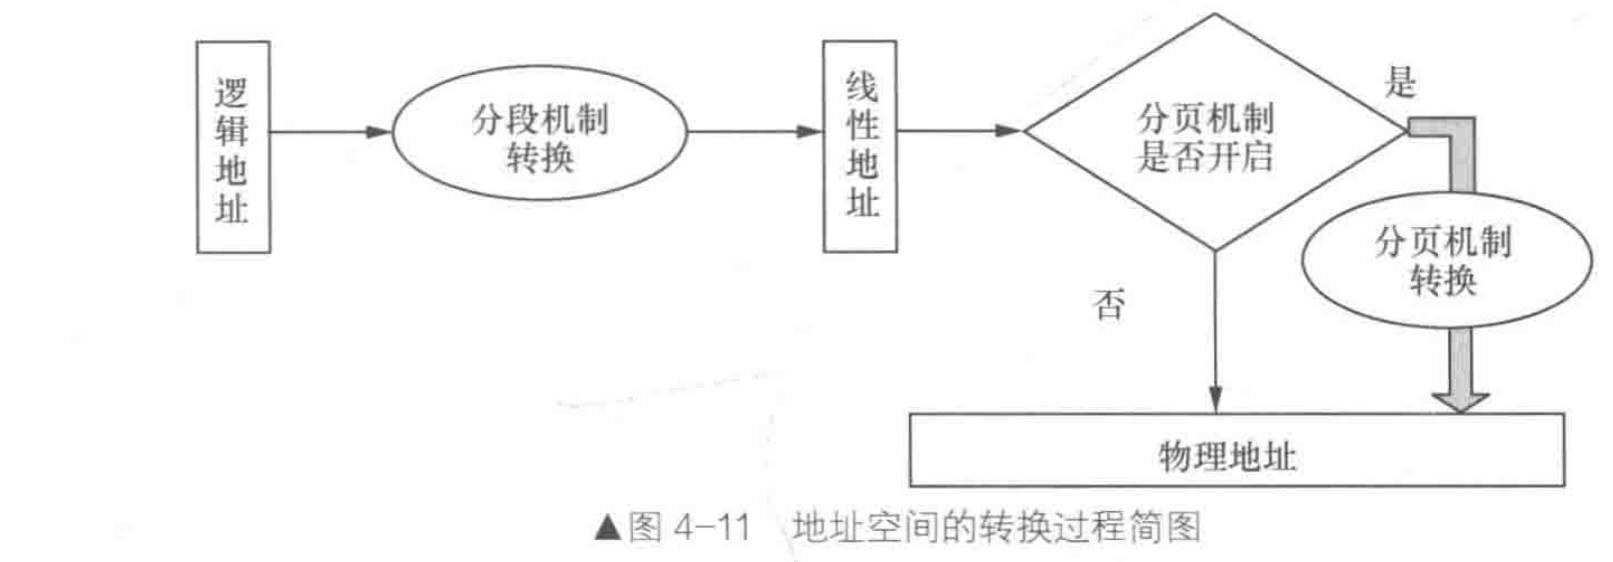 逻辑地址
分段机制
转换
线性地址
分页机制
是否开启
是
分页机制
转换
否
物理地址
▲图 4-11 地址空间的转换过程简图